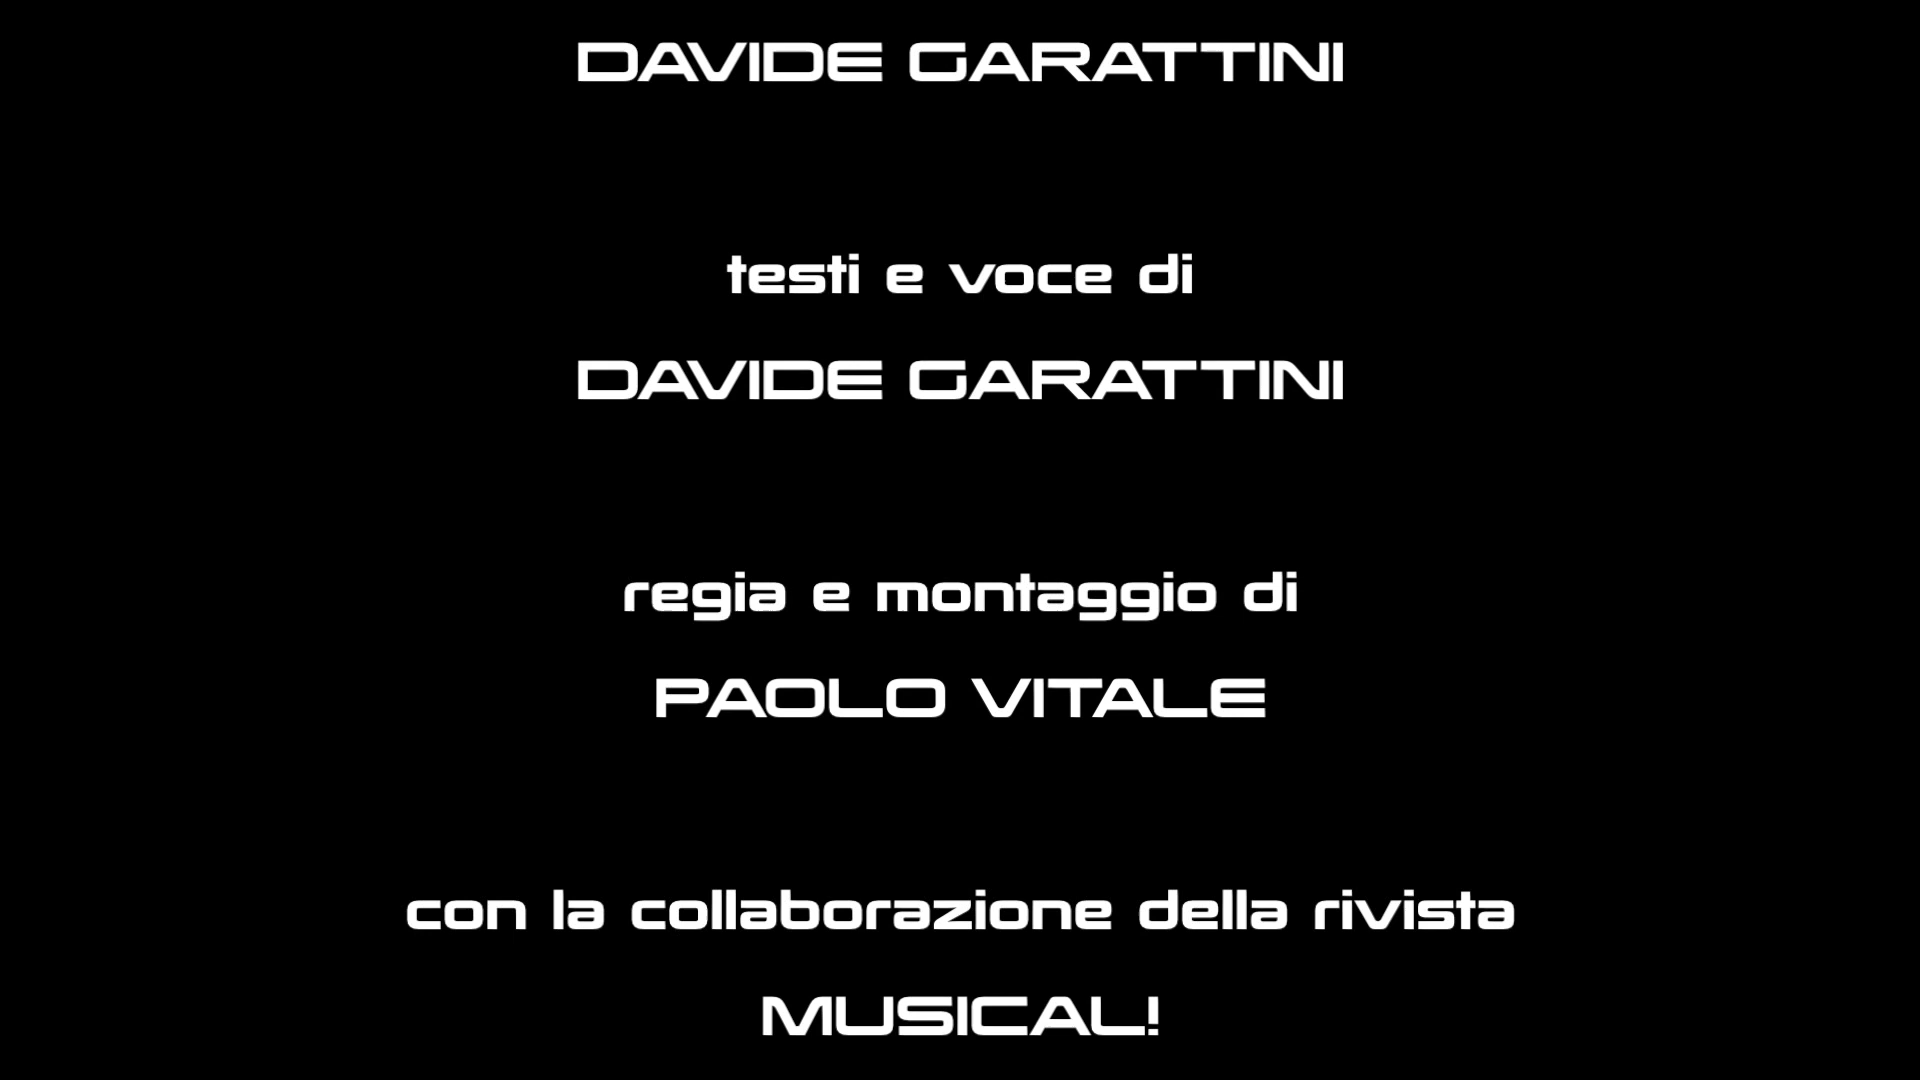 DAVIDE GARATTINI
testi e voce di
DAVIDE GARATTINI
regia e montaggio di
PAOLO VITALE
con la collaborazione della rivista
MUSICAL!